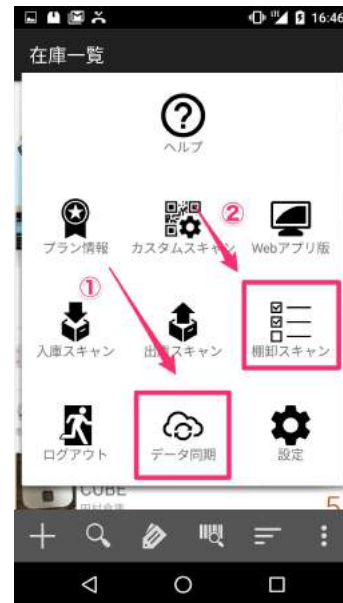 16:46
在庫一覧
ヘルプ
プラン情報 カスタムスキャン Webアプリ版
②
①
入庫スキャン 出庫スキャン 棚卸スキャン
ログアウト データ同期 設定
CUBE
5